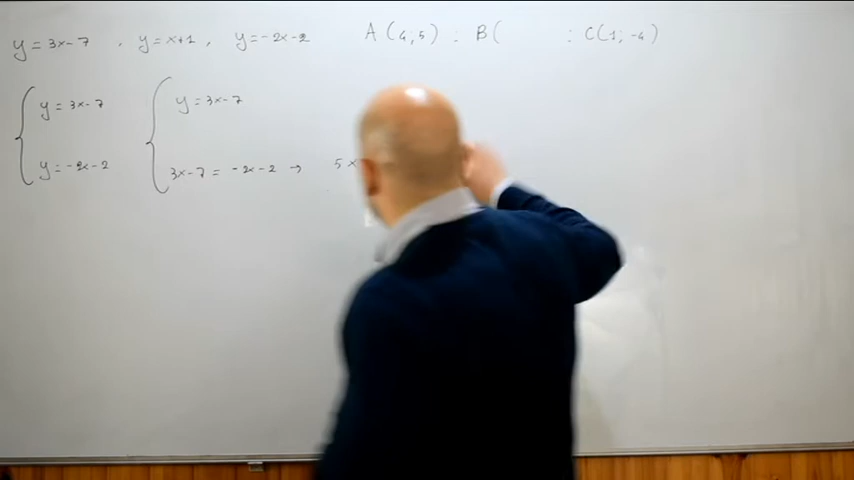 y = 3x-7 , y = x+1 , y = -2x-2 A (4,5) : B ( : C(1; -4)
y = 3x-7 y = 3x-7
y = -2x-2 3x-7 = -2x-2 → 5x